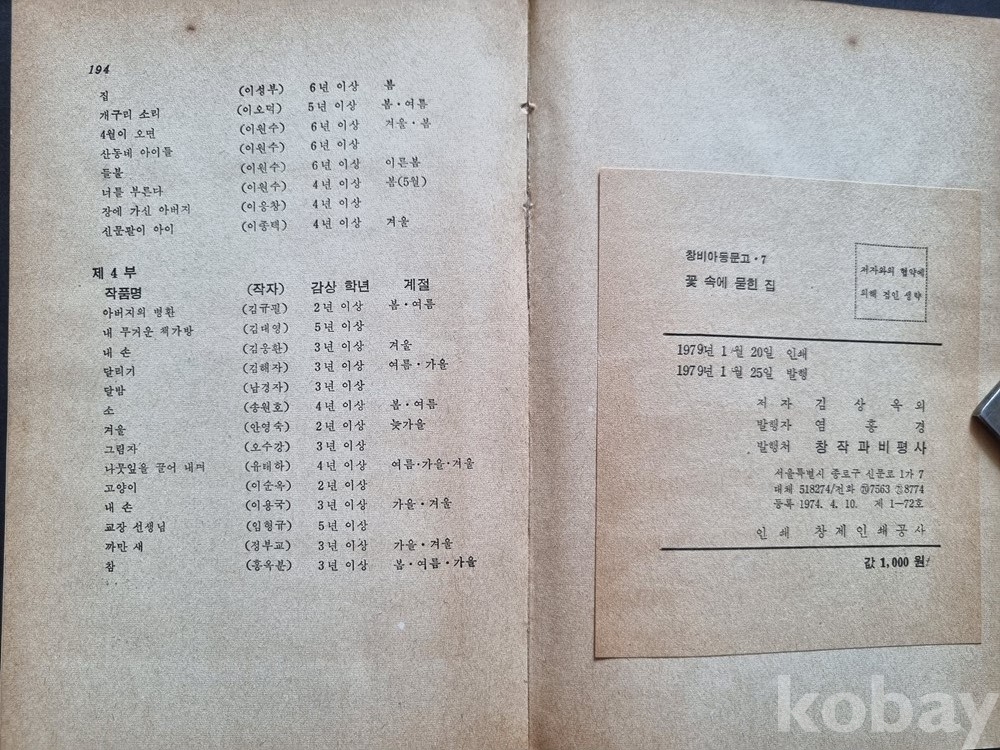 194
집 (이성부) 6년 이상 봄
개구리 소리 (이오덕) 5년 이상 봄·여름
4월이 오면 (이원수) 6년 이상 겨울·봄
산동네 아이들 (이원수) 6년 이상
들불 (이원수) 6년 이상 이른봄
너를 부른다 (이원수) 4년 이상 봄(5월)
장에 가신 아버지 (이응창) 4년 이상
신문팔이 아이 (이종택) 4년 이상 겨울
제 4 부
작품명 (작자) 감상 학년 계절
아버지의 병환 (김규필) 2년 이상 봄·여름
내 무거운 책가방 (김대영) 5년 이상
내 손 (김웅환) 3년 이상 겨울
달리기 (김해자) 3년 이상 여름·가을
달밤 (남경자) 3년 이상
소 (송원호) 4년 이상 봄·여름
겨울 (안영숙) 2년 이상 늦가을
그림자 (오수강) 3년 이상
나뭇잎을 끌어 내며 (윤태하) 4년 이상 여름·가을·겨울
고양이 (이순옥) 2년 이상
내 손 (이용국) 3년 이상 가을·겨울
교장 선생님 (임형규) 5년 이상
까만 새 (정부교) 3년 이상 가을·겨울
참 (홍옥분) 3년 이상 봄·여름·가을
창비아동문고·7
꽃 속에 묻힌 집
저자와의 협약에
의해 검인 생략
1979년 1월 20일 인쇄
1979년 1월 25일 발행
저 자 김 상 옥 외
발행자 염 홍 경
발행처 창작과비평사
서울특별시 종로구 신문로 1가 7
대체 518274/전화 ⑲7563 ㉒8774
등록 1974. 4. 10. 제 1—72호
인 쇄 창계인쇄공사
값 1,000 원
kobay